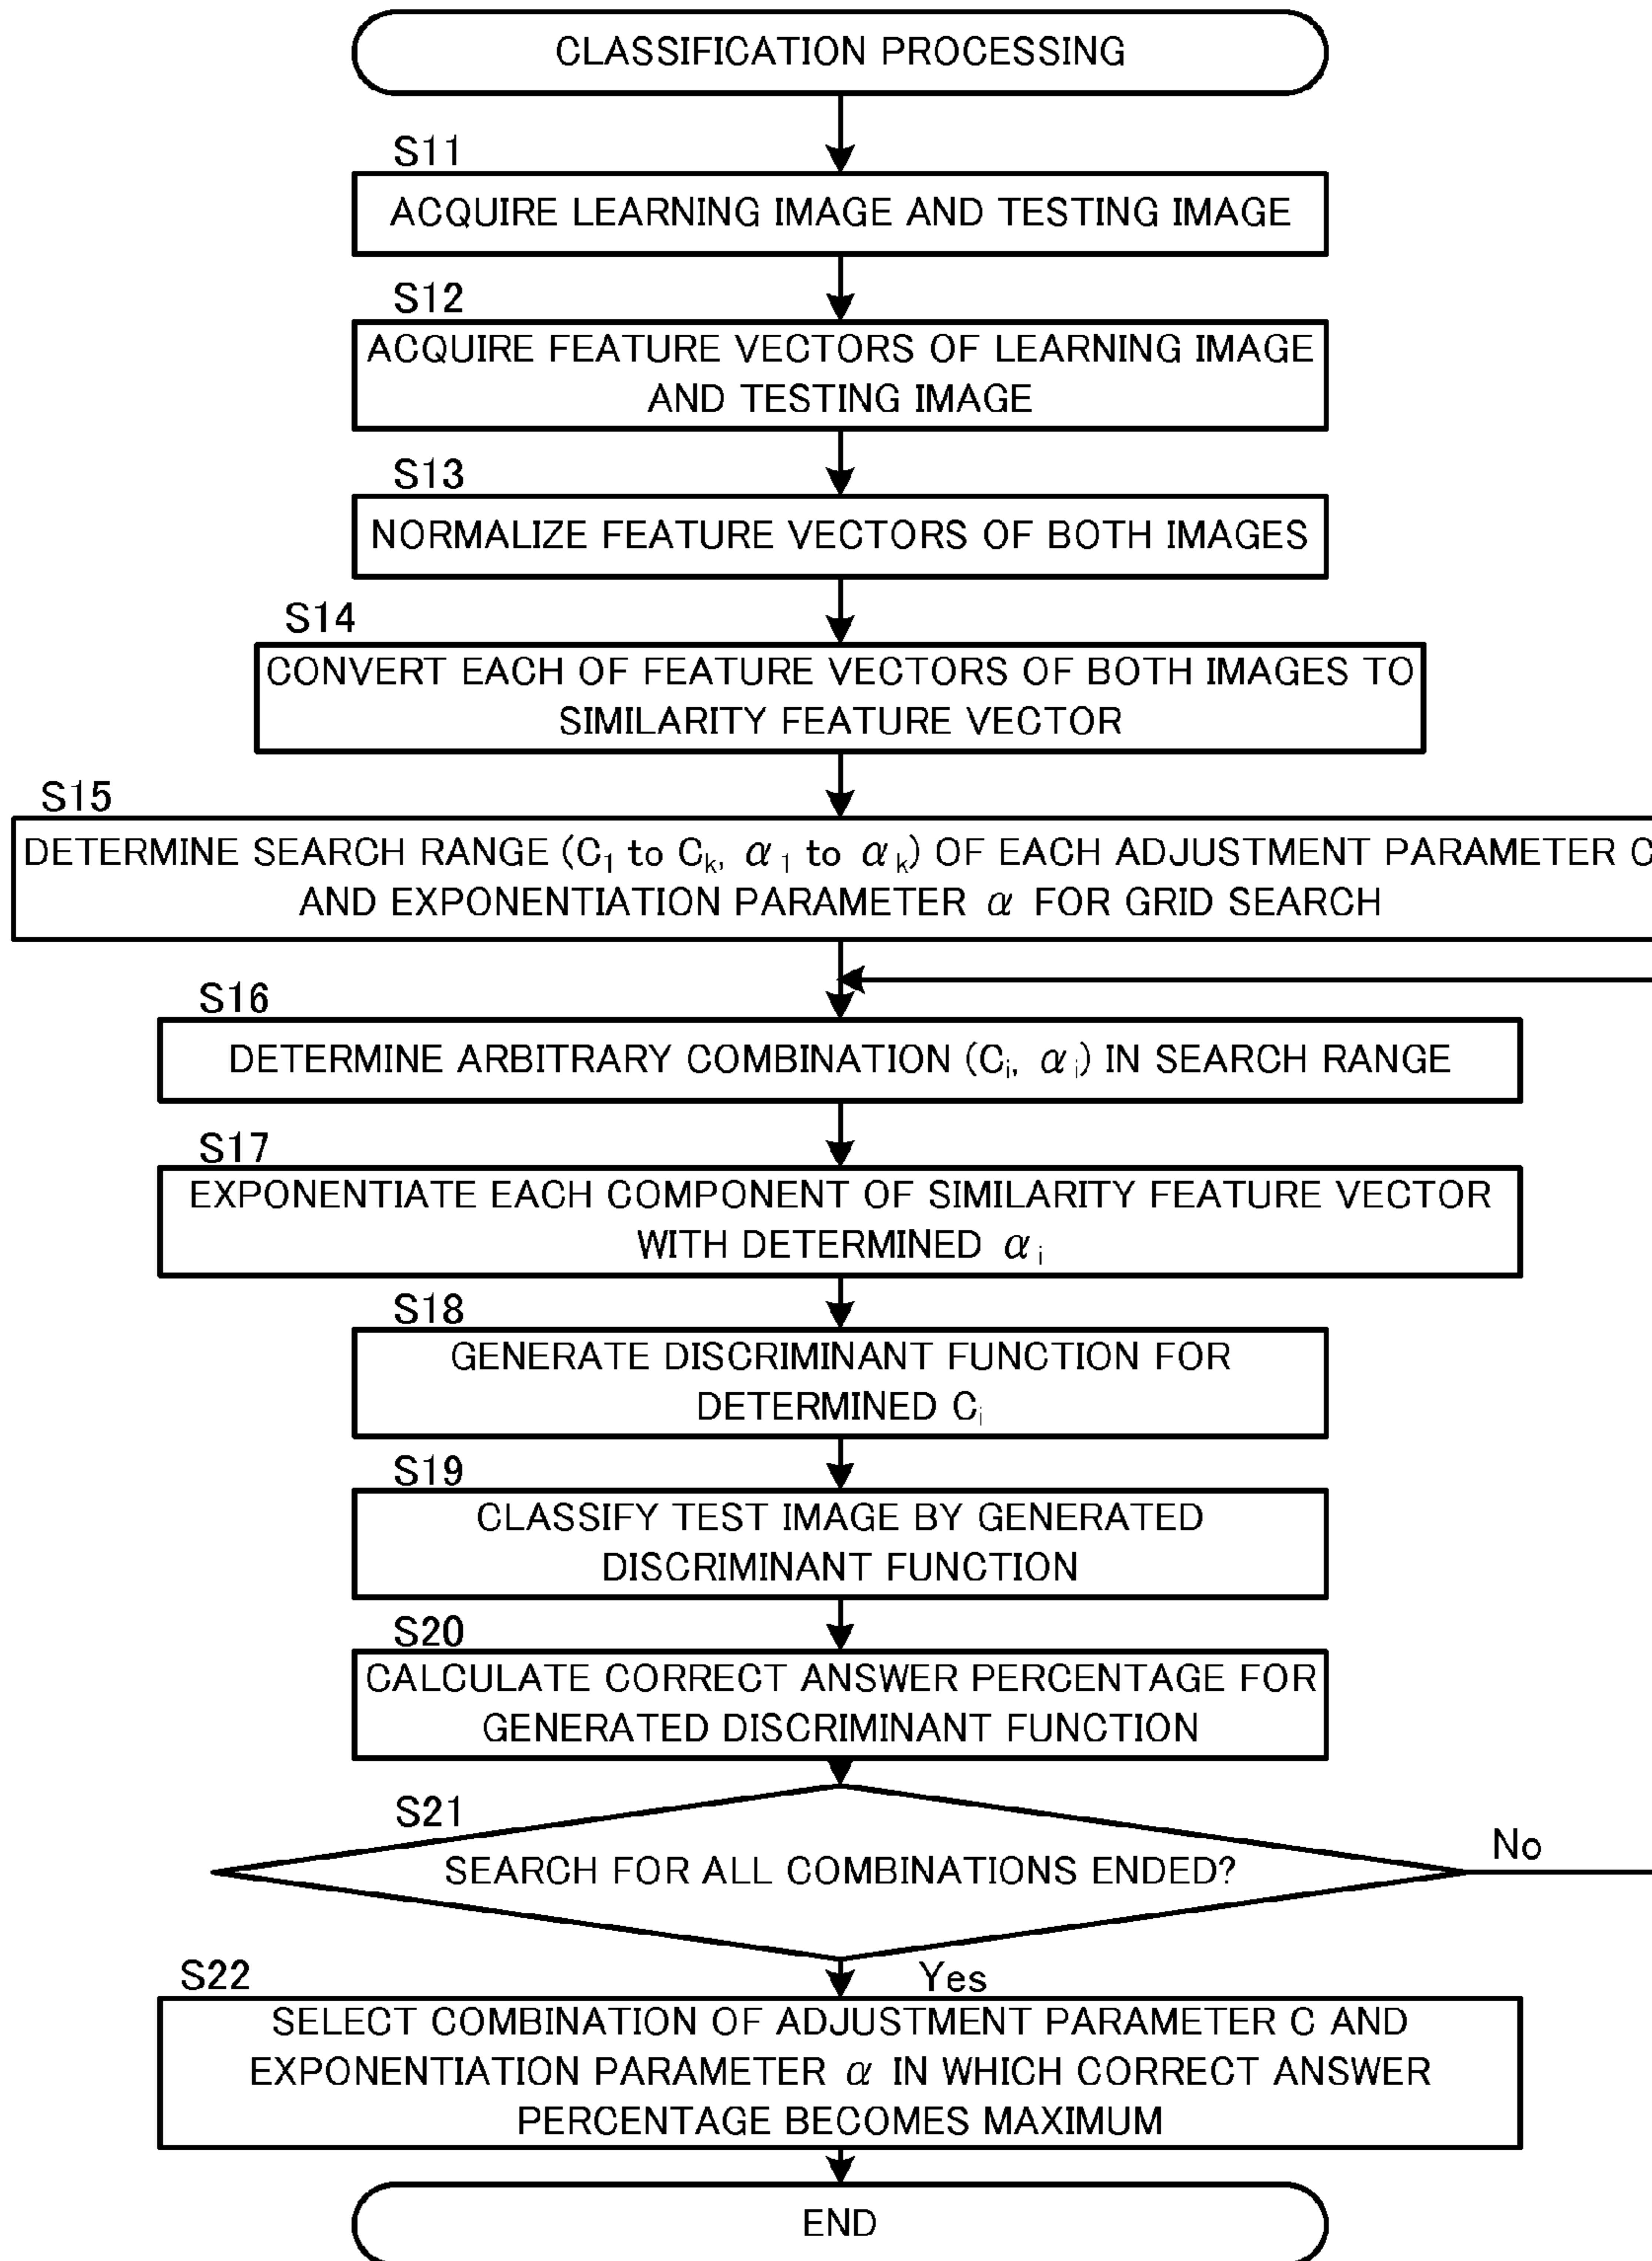 CLASSIFICATION PROCESSING
S11
ACQUIRE LEARNING IMAGE AND TESTING IMAGE
S12
ACQUIRE FEATURE VECTORS OF LEARNING IMAGE
AND TESTING IMAGE
S13
NORMALIZE FEATURE VECTORS OF BOTH IMAGES
S14
CONVERT EACH OF FEATURE VECTORS OF BOTH IMAGES TO
SIMILARITY FEATURE VECTOR
S15
DETERMINE SEARCH RANGE (C₁ to Cₖ, α₁ to αₖ) OF EACH ADJUSTMENT PARAMETER C
AND EXPONENTIATION PARAMETER α FOR GRID SEARCH
S16
DETERMINE ARBITRARY COMBINATION (Cᵢ, αᵢ) IN SEARCH RANGE
S17
EXPONENTIATE EACH COMPONENT OF SIMILARITY FEATURE VECTOR
WITH DETERMINED αᵢ
S18
GENERATE DISCRIMINANT FUNCTION FOR
DETERMINED Cᵢ
S19
CLASSIFY TEST IMAGE BY GENERATED
DISCRIMINANT FUNCTION
S20
CALCULATE CORRECT ANSWER PERCENTAGE FOR
GENERATED DISCRIMINANT FUNCTION
S21
SEARCH FOR ALL COMBINATIONS ENDED?
No
Yes
S22
SELECT COMBINATION OF ADJUSTMENT PARAMETER C AND
EXPONENTIATION PARAMETER α IN WHICH CORRECT ANSWER
PERCENTAGE BECOMES MAXIMUM
END